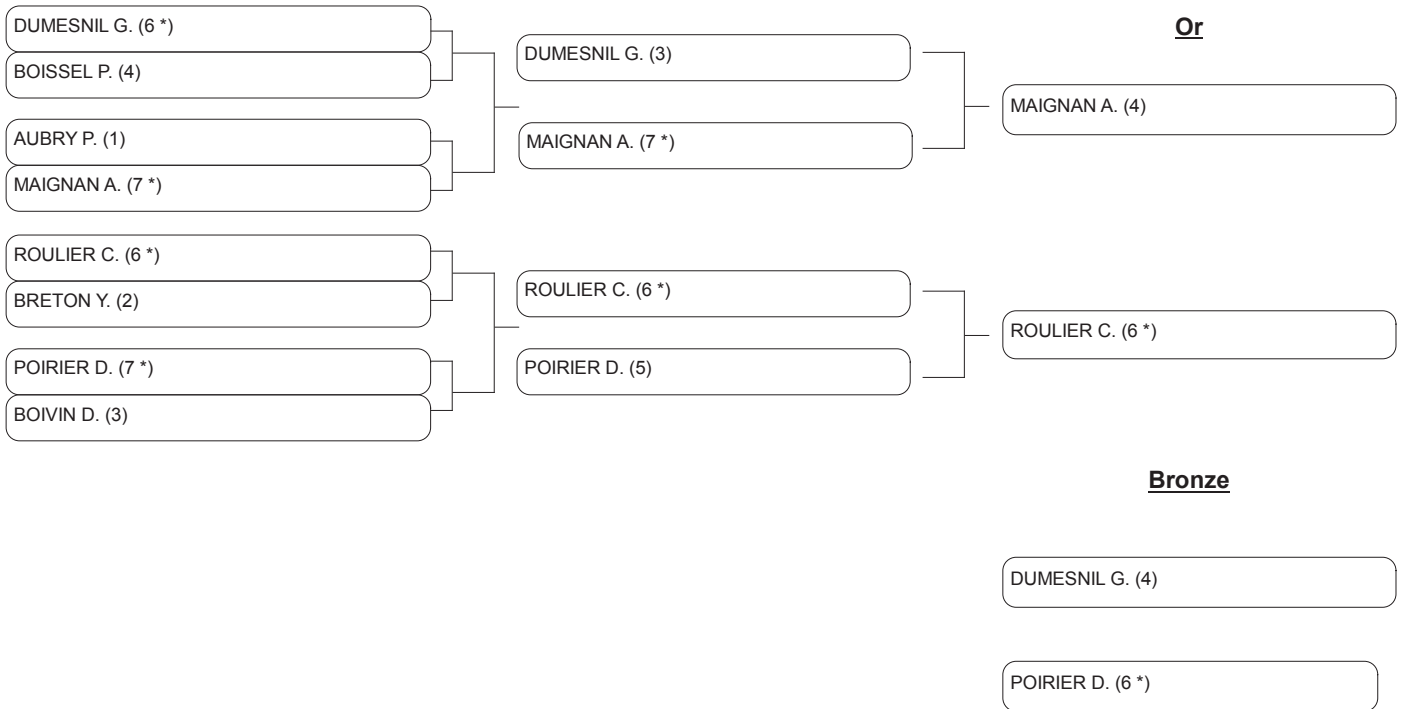 DUMESNIL G. (6 *)
BOISSEL P. (4)
AUBRY P. (1)
MAIGNAN A. (7 *)
ROULIER C. (6 *)
BRETON Y. (2)
POIRIER D. (7 *)
BOIVIN D. (3)
DUMESNIL G. (3)
MAIGNAN A. (7 *)
ROULIER C. (6 *)
POIRIER D. (5)
Or
MAIGNAN A. (4)
ROULIER C. (6 *)
Bronze
DUMESNIL G. (4)
POIRIER D. (6 *)